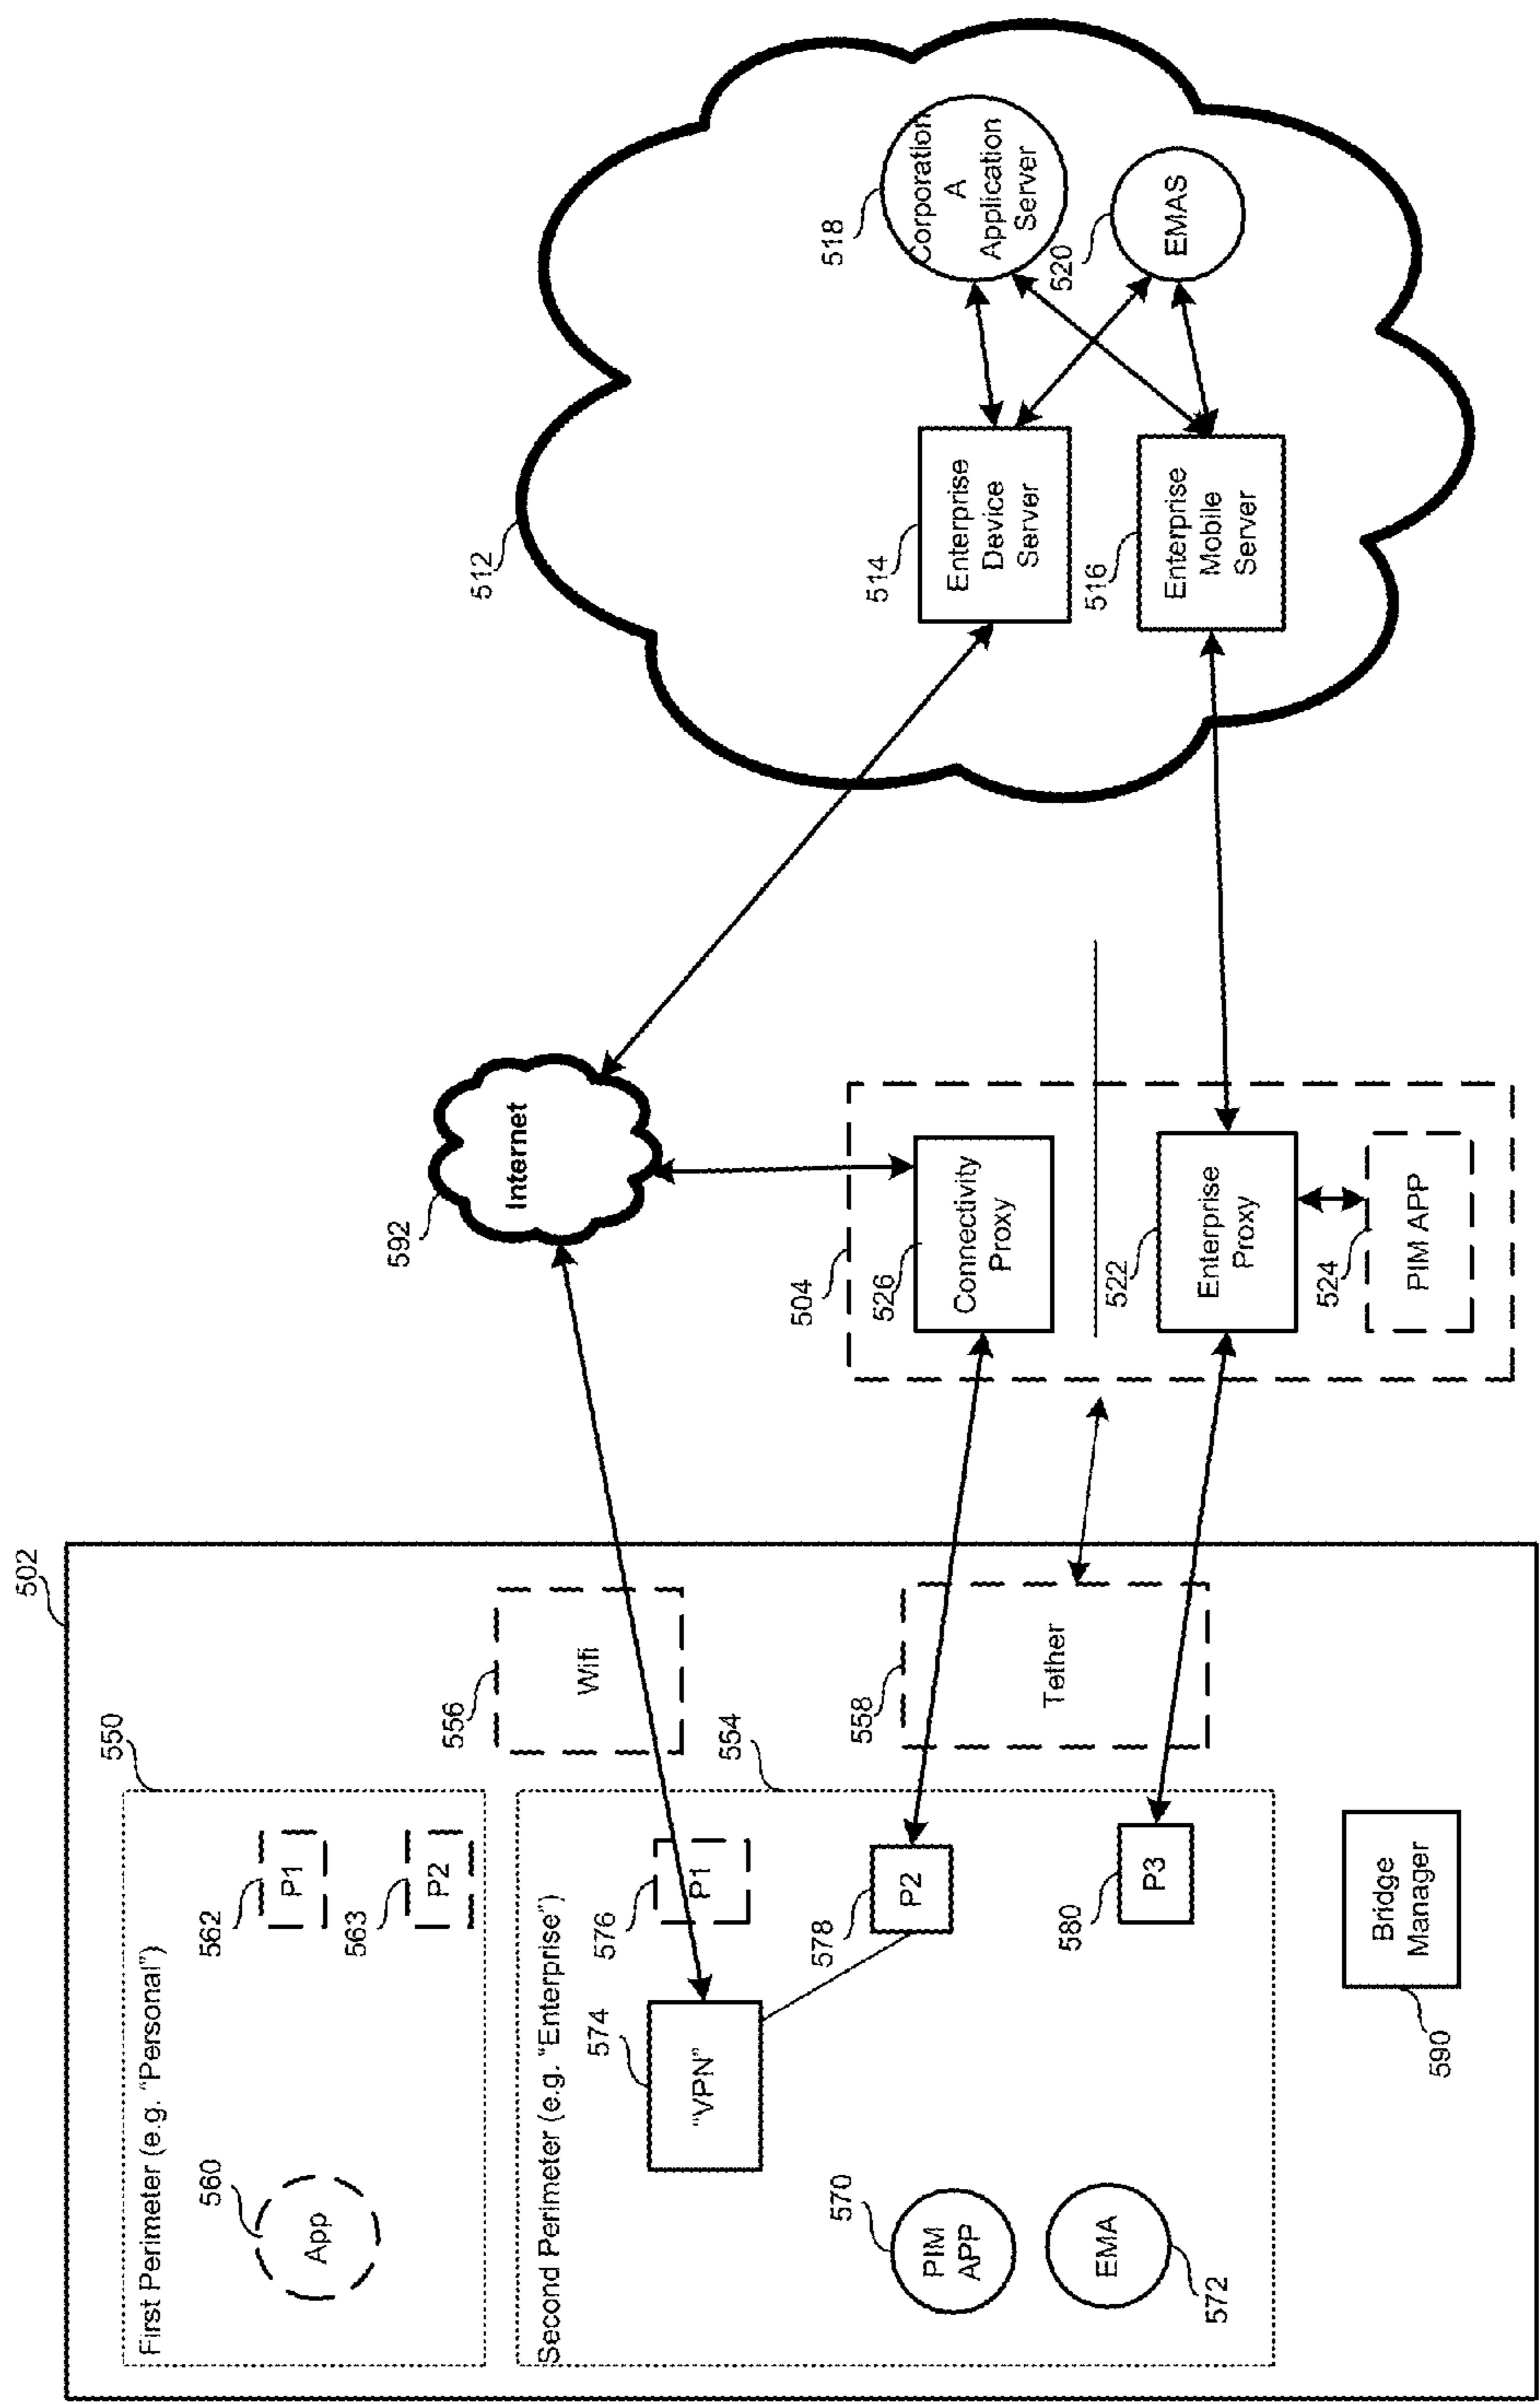 502
550
First Perimeter (e.g. “Personal”)
560
App
562
P1
563
P2
556
Wifi
554
Second Perimeter (e.g. “Enterprise”)
574
“VPN”
576
P1
578
P2
570
PIM
APP
EMA
572
580
P3
558
Tether
Bridge
Manager
590
592
Internet
504
526
Connectivity
Proxy
522
Enterprise
Proxy
524
PIM APP
512
514
Enterprise
Device
Server
516
Enterprise
Mobile
Server
518
Corporation
A
Application
Server
520
EMAS